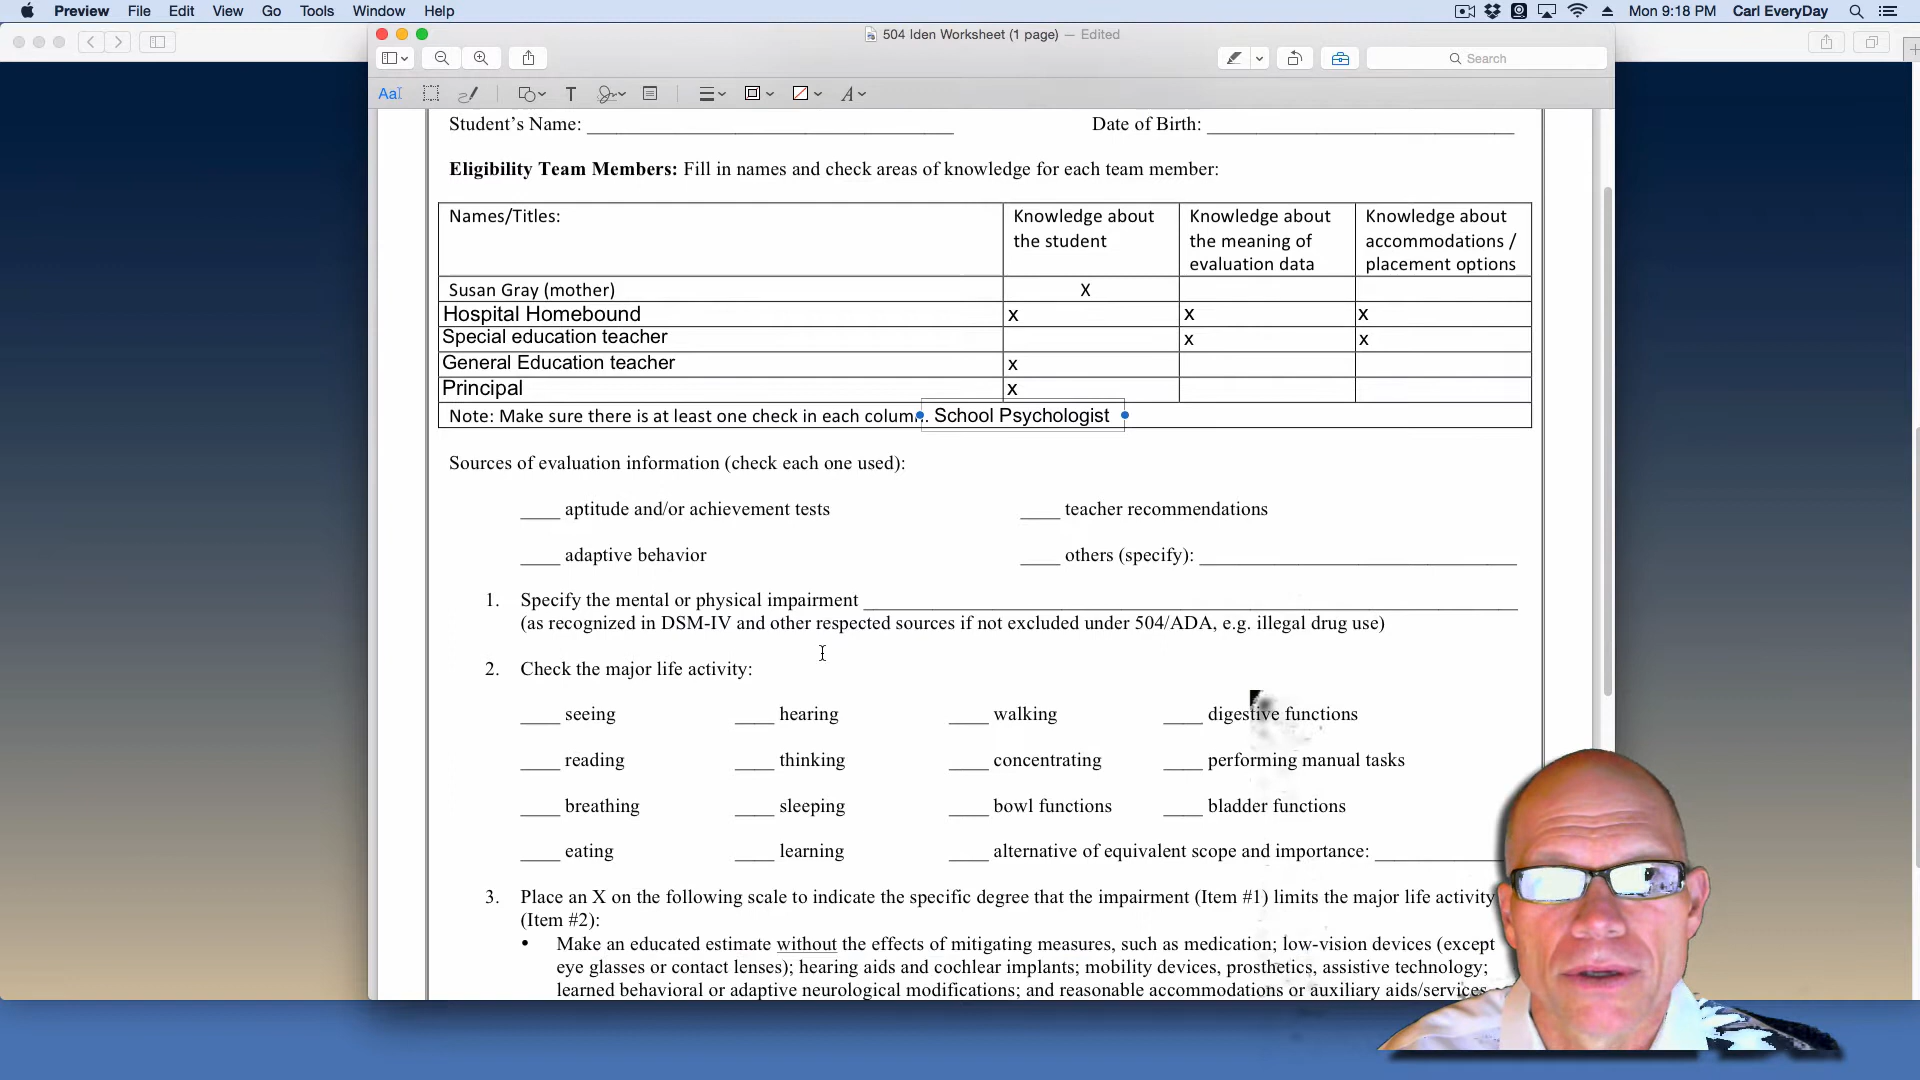 Preview File Edit View Go Tools Window Help Mon 9:18 PM Carl EveryDay
504 Iden Worksheet (1 page) — Edited
Search
AaI T A
Student's Name: Date of Birth:
Eligibility Team Members: Fill in names and check areas of knowledge for each team member:
Names/Titles: Knowledge about Knowledge about Knowledge about
the student the meaning of accommodations /
evaluation data placement options
Susan Gray (mother) X
Hospital Homebound x x x
Special education teacher x x
General Education teacher x
Principal x
Note: Make sure there is at least one check in each column. School Psychologist
Sources of evaluation information (check each one used):
____ aptitude and/or achievement tests ____ teacher recommendations
____ adaptive behavior ____ others (specify):
1. Specify the mental or physical impairment
(as recognized in DSM-IV and other respected sources if not excluded under 504/ADA, e.g. illegal drug use)
2. Check the major life activity:
____ seeing ____ hearing ____ walking ____ digestive functions
____ reading ____ thinking ____ concentrating ____ performing manual tasks
____ breathing ____ sleeping ____ bowl functions ____ bladder functions
____ eating ____ learning ____ alternative of equivalent scope and importance:
3. Place an X on the following scale to indicate the specific degree that the impairment (Item #1) limits the major life activity
(Item #2):
• Make an educated estimate without the effects of mitigating measures, such as medication; low-vision devices (except
eye glasses or contact lenses); hearing aids and cochlear implants; mobility devices, prosthetics, assistive technology;
learned behavioral or adaptive neurological modifications; and reasonable accommodations or auxiliary aids/services